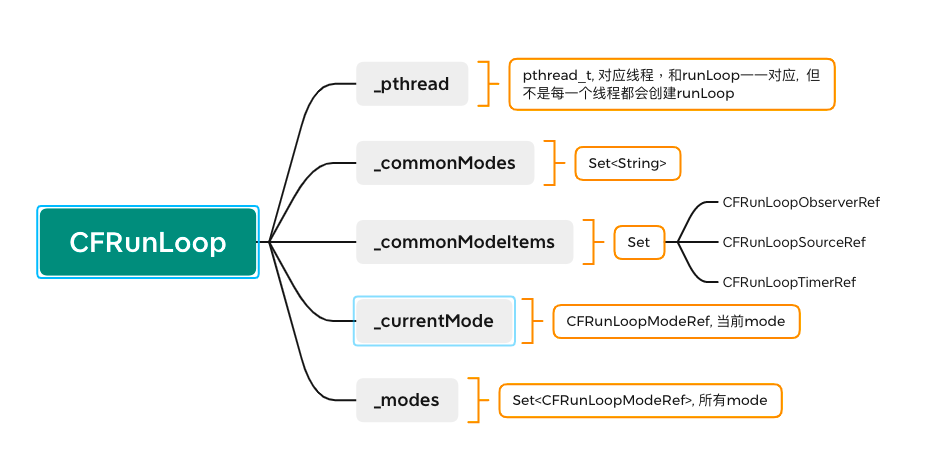 CFRunLoop
_pthread
pthread_t, 对应线程，和runLoop一一对应,  但
不是每一个线程都会创建runLoop
_commonModes
Set<String>
_commonModeItems
Set
CFRunLoopObserverRef
CFRunLoopSourceRef
CFRunLoopTimerRef
_currentMode
CFRunLoopModeRef, 当前mode
_modes
Set<CFRunLoopModeRef>, 所有mode